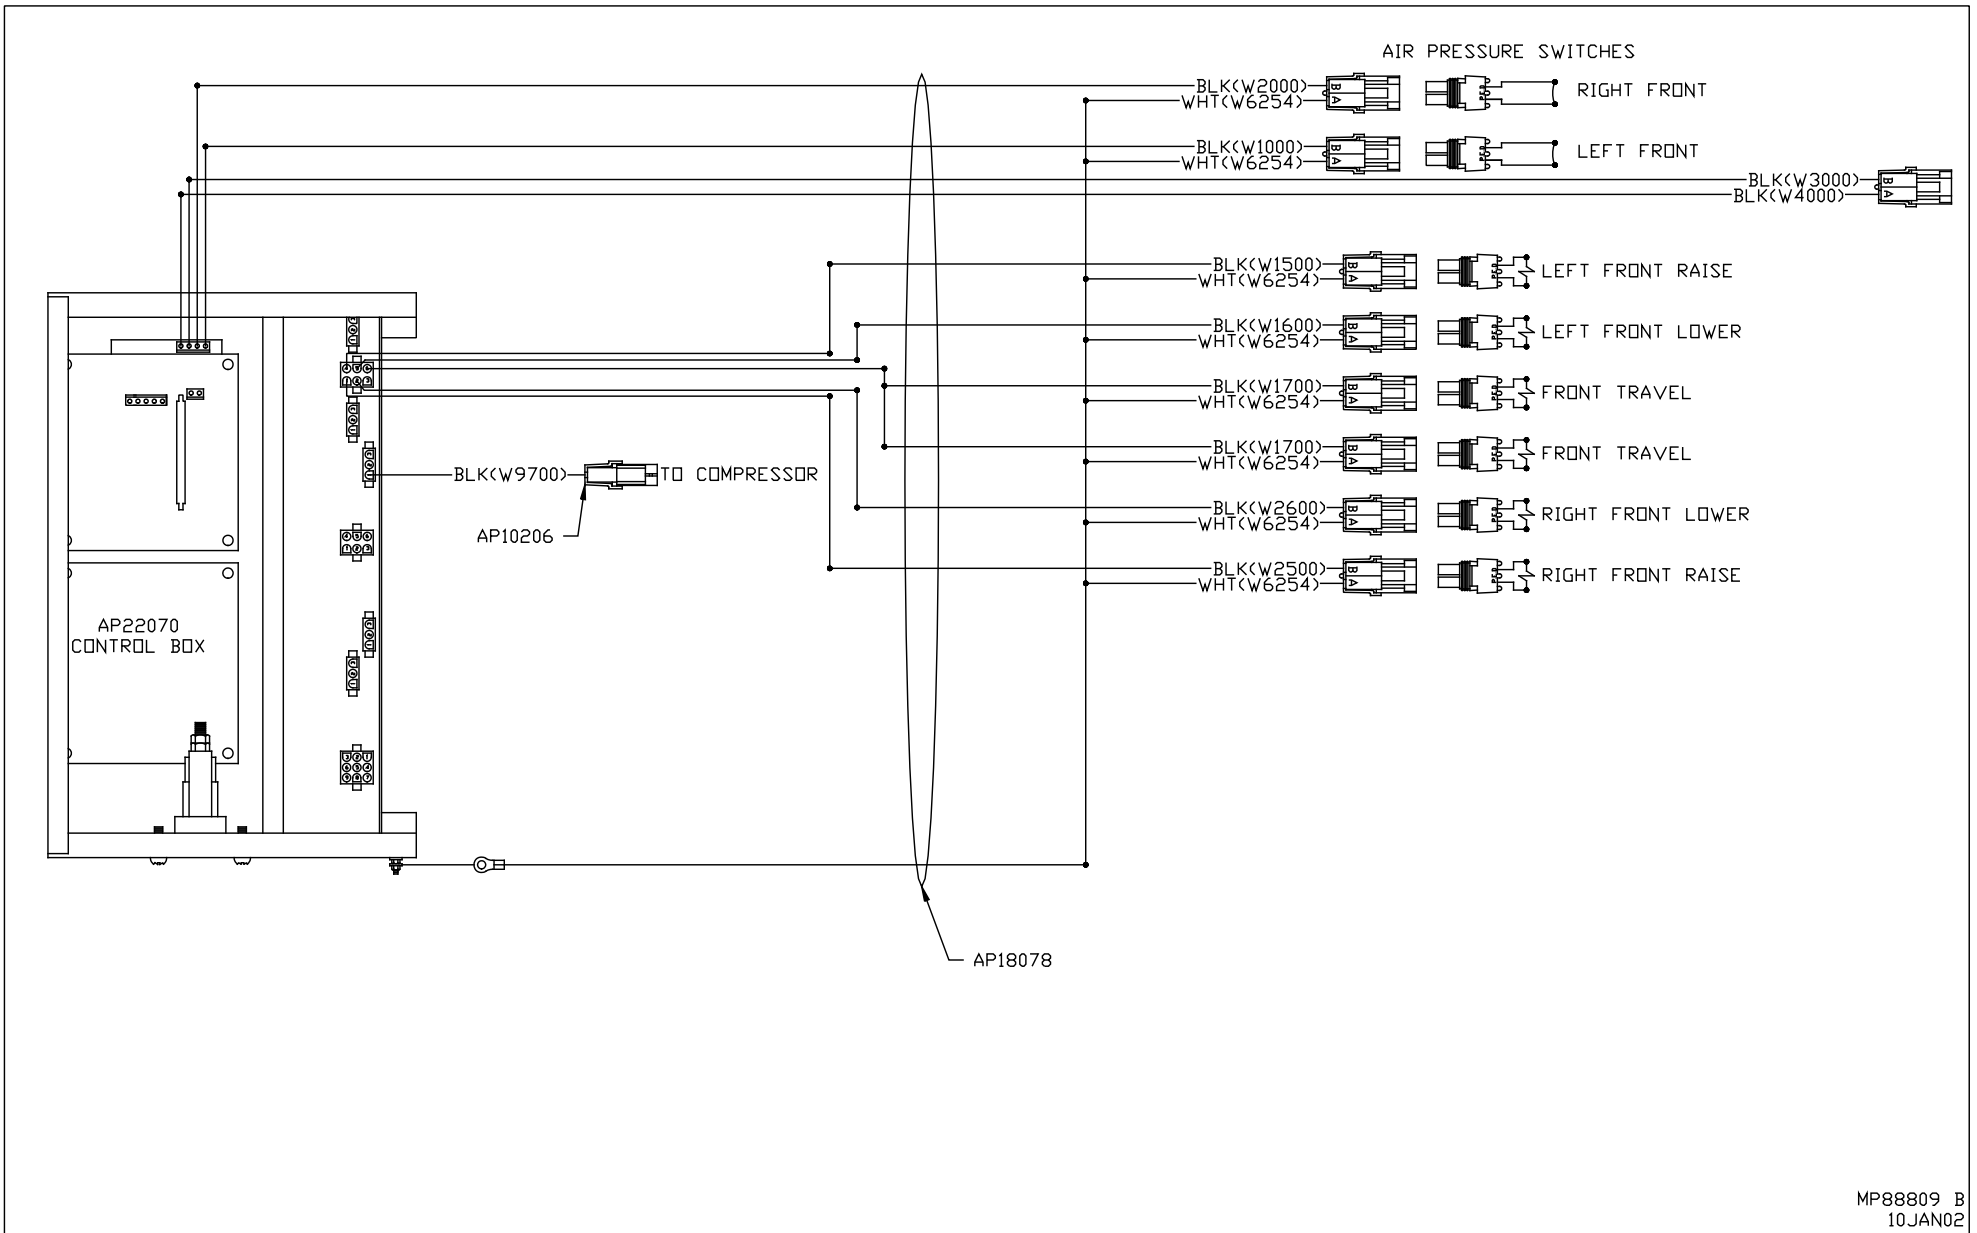 AIR PRESSURE SWITCHES
BLK(W2000)
WHT(W6254)
B
A
RIGHT FRONT
BLK(W1000)
WHT(W6254)
B
A
LEFT FRONT
BLK(W3000)
BLK(W4000)
B
A
BLK(W1500)
WHT(W6254)
B
A
LEFT FRONT RAISE
BLK(W1600)
WHT(W6254)
B
A
LEFT FRONT LOWER
BLK(W1700)
WHT(W6254)
B
A
FRONT TRAVEL
BLK(W1700)
WHT(W6254)
B
A
FRONT TRAVEL
BLK(W9700)
TO COMPRESSOR
AP10206
BLK(W2600)
WHT(W6254)
B
A
RIGHT FRONT LOWER
BLK(W2500)
WHT(W6254)
B
A
RIGHT FRONT RAISE
AP22070
CONTROL BOX
AP18078
MP88809 B
10JAN02